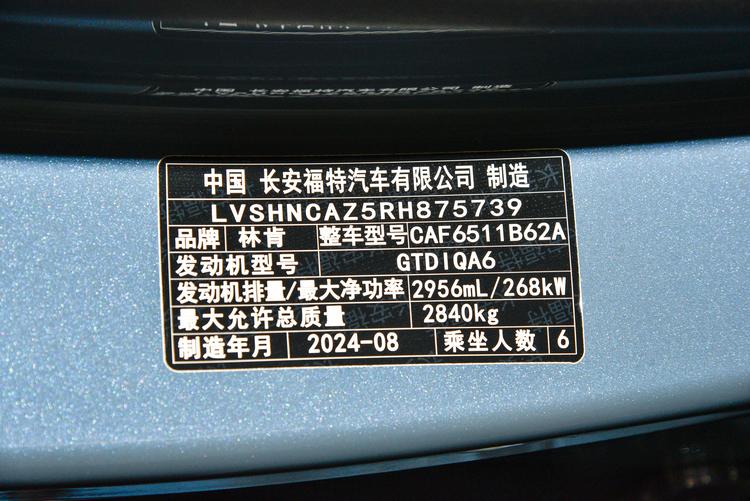 中国 长安福特汽车有限公司 制造
LVSHNCAZ5RH875739
品牌 林肯 整车型号 CAF6511B62A
发动机型号 GTDIQA6
发动机排量/最大净功率 2956mL/268kW
最大允许总质量 2840kg
制造年月 2024-08 乘坐人数 6